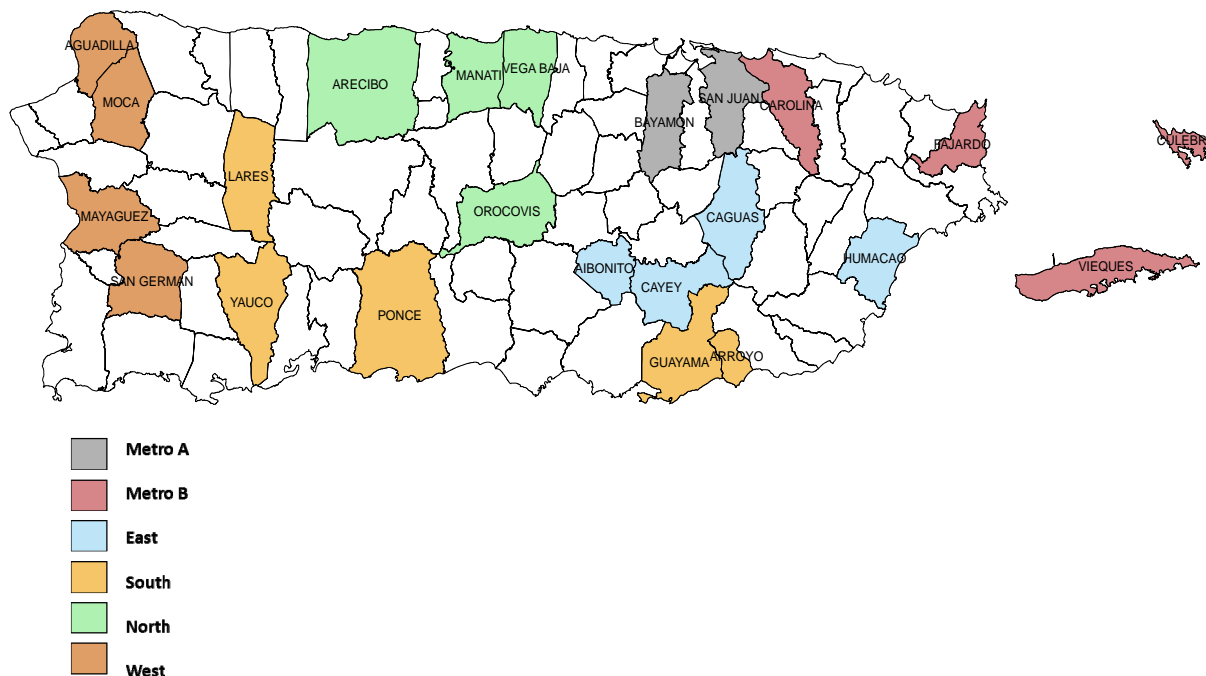 AGUADILLA
MOCA
ARECIBO
MANATI
VEGA BAJA
BAYAMON
SAN JUAN
CAROLINA
FAJARDO
CULEBR
LARES
MAYAGUEZ
OROCOVIS
CAGUAS
SAN GERMAN
YAUCO
PONCE
AIBONITO
CAYEY
HUMACAO
VIEQUES
GUAYAMA
ARROYO
Metro A
Metro B
East
South
North
West